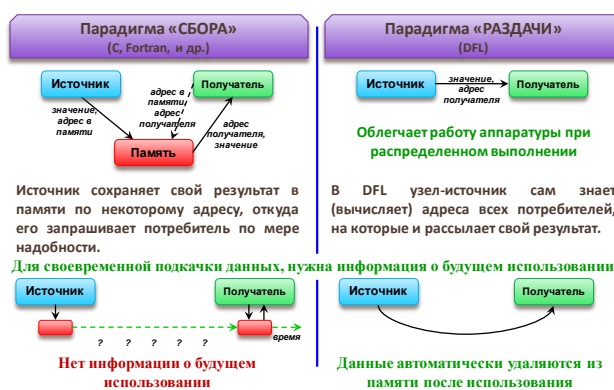 Парадигма «СБОРА»
(C, Fortran, и др.)
Источник
Получатель
значение,
адрес в
памяти
адрес в
памяти,
адрес
получателя
адрес
получателя,
значение
Память
Источник сохраняет свой результат в
памяти по некоторому адресу, откуда
его запрашивает потребитель по мере
надобности.
Парадигма «РАЗДАЧИ»
(DFL)
Источник
значение,
адрес
получателя
Получатель
Облегчает работу аппаратуры при
распределенном выполнении
В DFL узел-источник сам знает
(вычисляет) адреса всех потребителей,
на которые и рассылает свой результат.
Для своевременной подкачки данных, нужна информация о будущем использовании
Источник
Получатель
? ? ? ? ?
время
Нет информации о будущем
использовании
Источник
Получатель
Данные автоматически удаляются из
памяти после использования